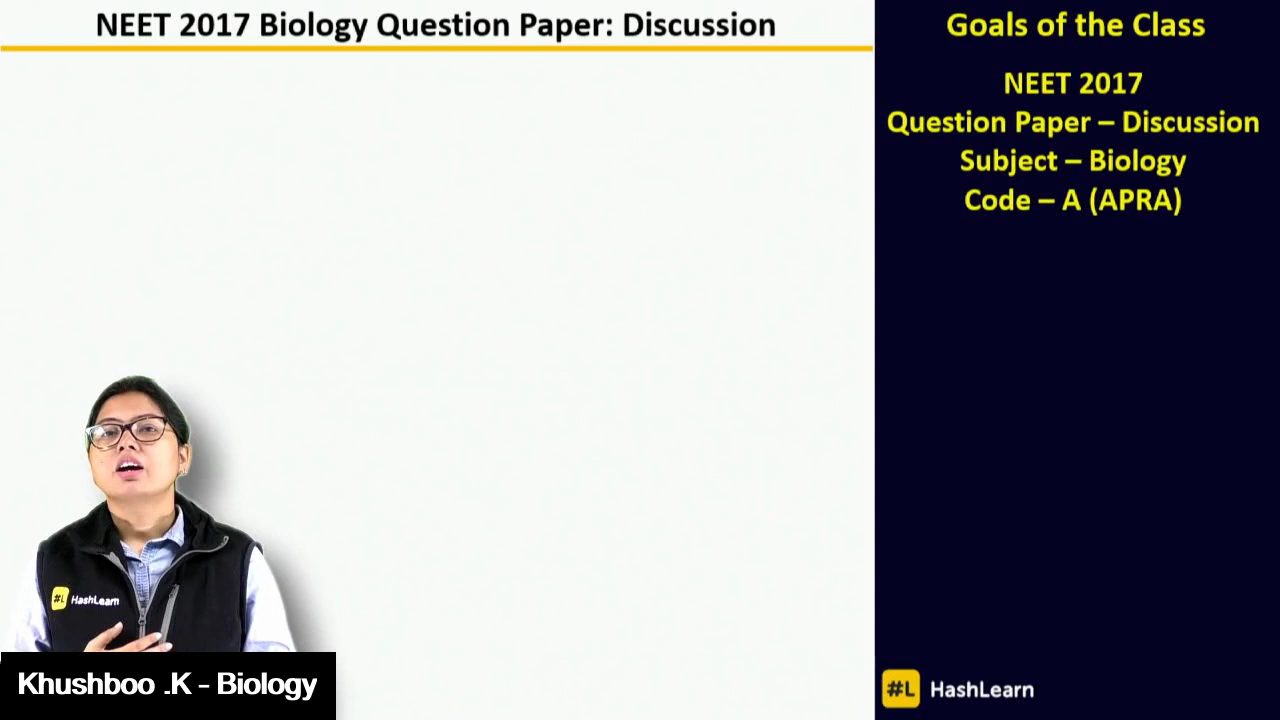 NEET 2017 Biology Question Paper: Discussion
Goals of the Class
NEET 2017
Question Paper – Discussion
Subject – Biology
Code – A (APRA)
#L HashLearn
Khushboo .K - Biology
#L HashLearn